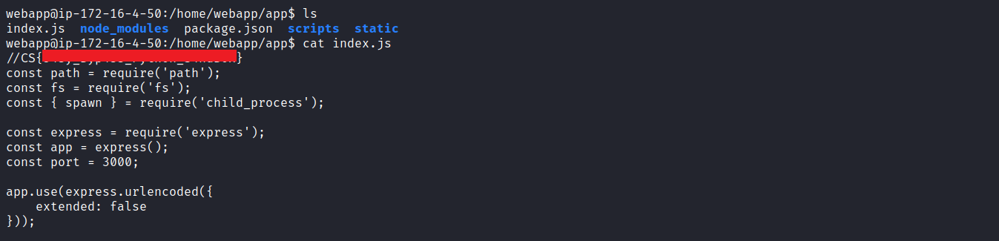 webapp@ip-172-16-4-50:/home/webapp/app$ ls
index.js  node_modules  package.json  scripts  static
webapp@ip-172-16-4-50:/home/webapp/app$ cat index.js
//CS{}
const path = require('path');
const fs = require('fs');
const { spawn } = require('child_process');

const express = require('express');
const app = express();
const port = 3000;

app.use(express.urlencoded({
    extended: false
}));